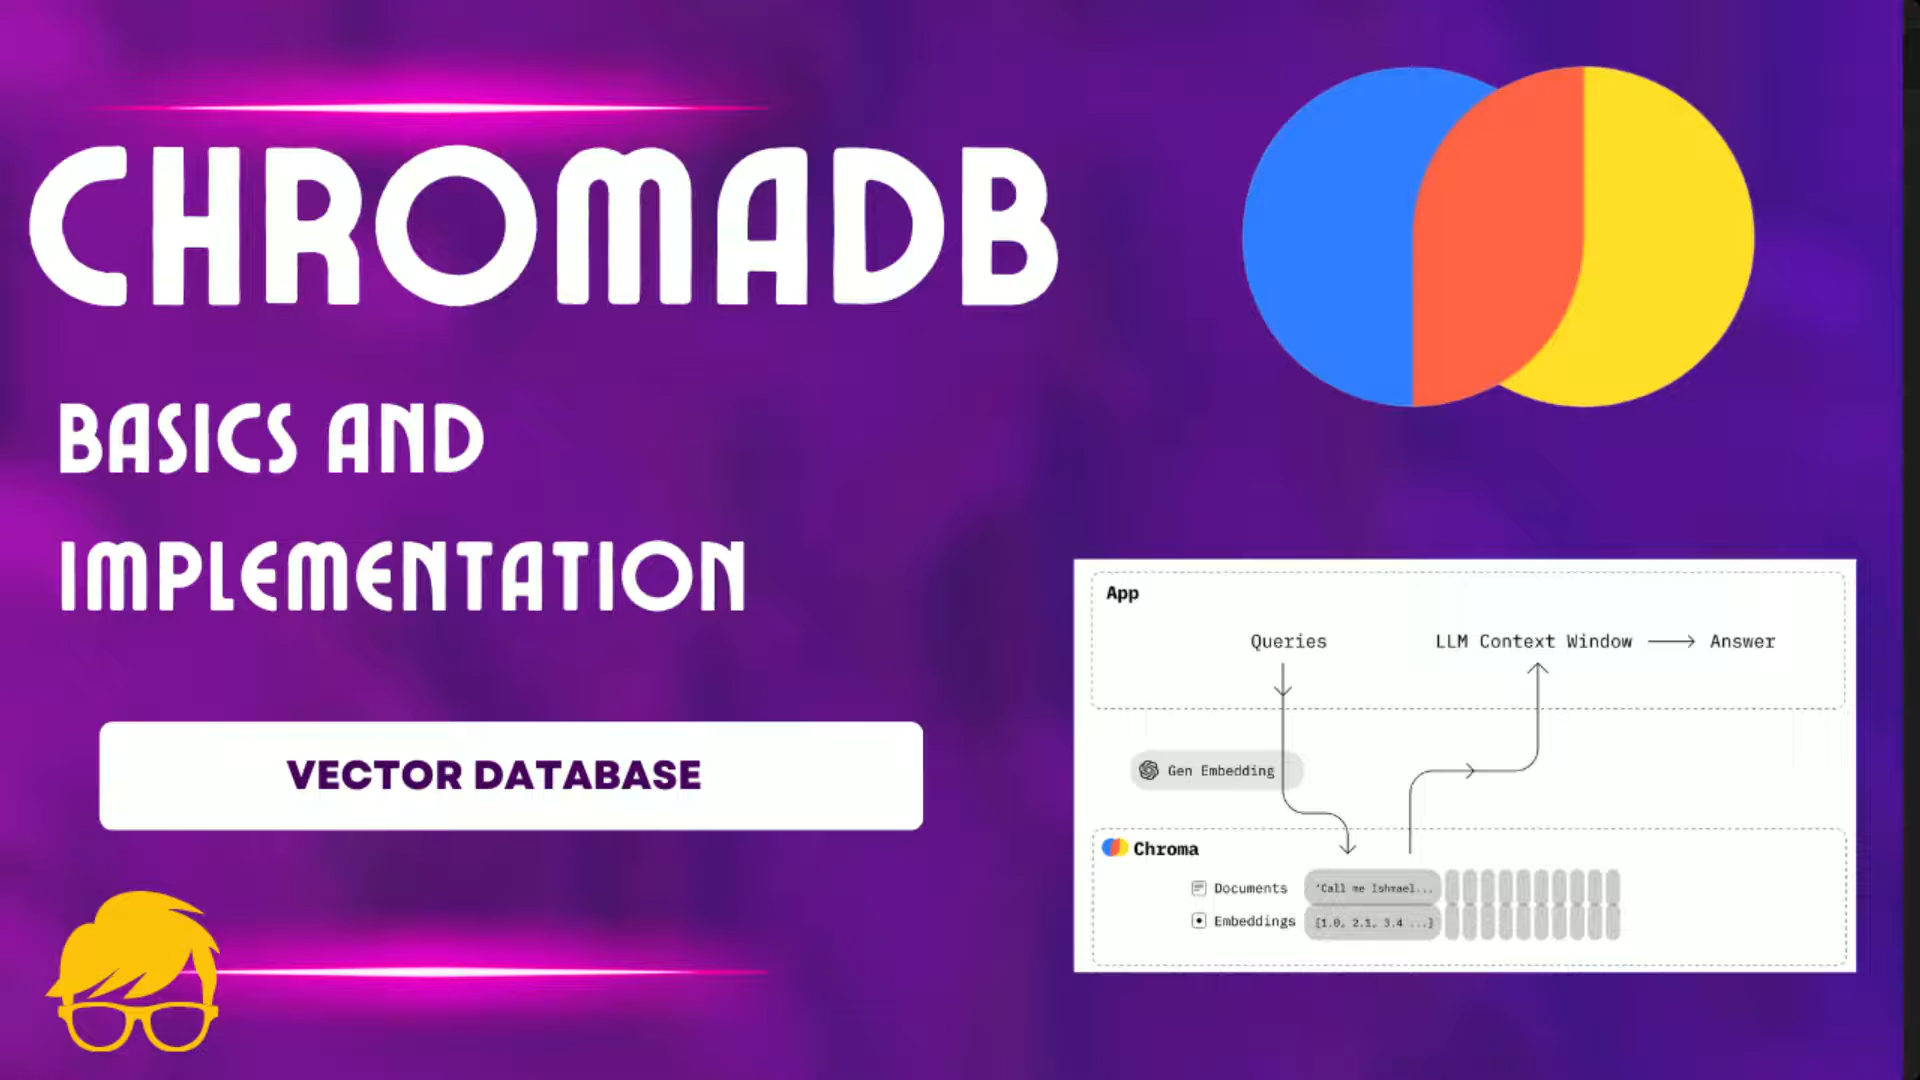 CHROMADB
BASICS AND
IMPLEMENTATION
VECTOR DATABASE
App
Queries
LLM Context Window
Answer
Gen Embedding
Chroma
Documents
"Call me Ishmael...
Embeddings
[1.0, 2.1, 3.4 ...]